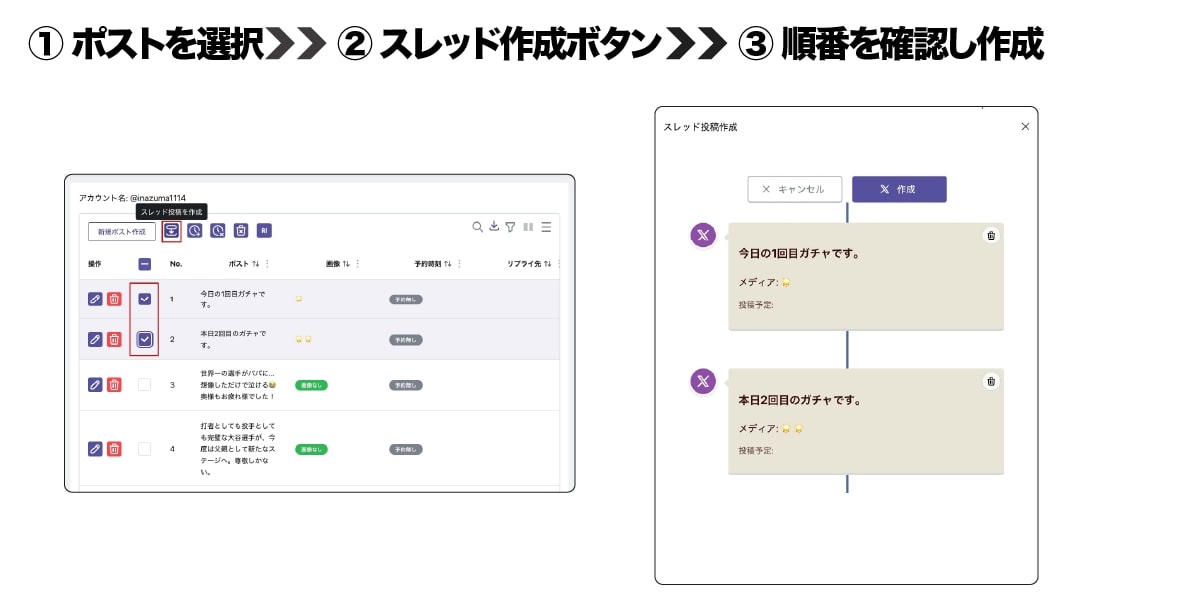 ① ポストを選択 ② スレッド作成ボタン ③ 順番を確認し作成
アカウント名: @inazuma1114
スレッド投稿を作成
新規ポスト作成 AI
操作 No. ポスト 画像 予約時刻 リプライ先
1 今日の1回目ガチャで
す。
予約無し
2 本日2回目のガチャで
す。
予約無し
3 世界一の選手がパパに...
想像しただけで泣ける😭
奥様もお疲れ様でした！
画像なし 予約無し
4 打者としても投手として
も完璧な大谷選手が、今
度は父親として新たなス
テージへ。尊敬しかな
い。
画像なし 予約無し
スレッド投稿作成
キャンセル 作成
今日の1回目ガチャです。
メディア:
投稿予定:
本日2回目のガチャです。
メディア:
投稿予定: